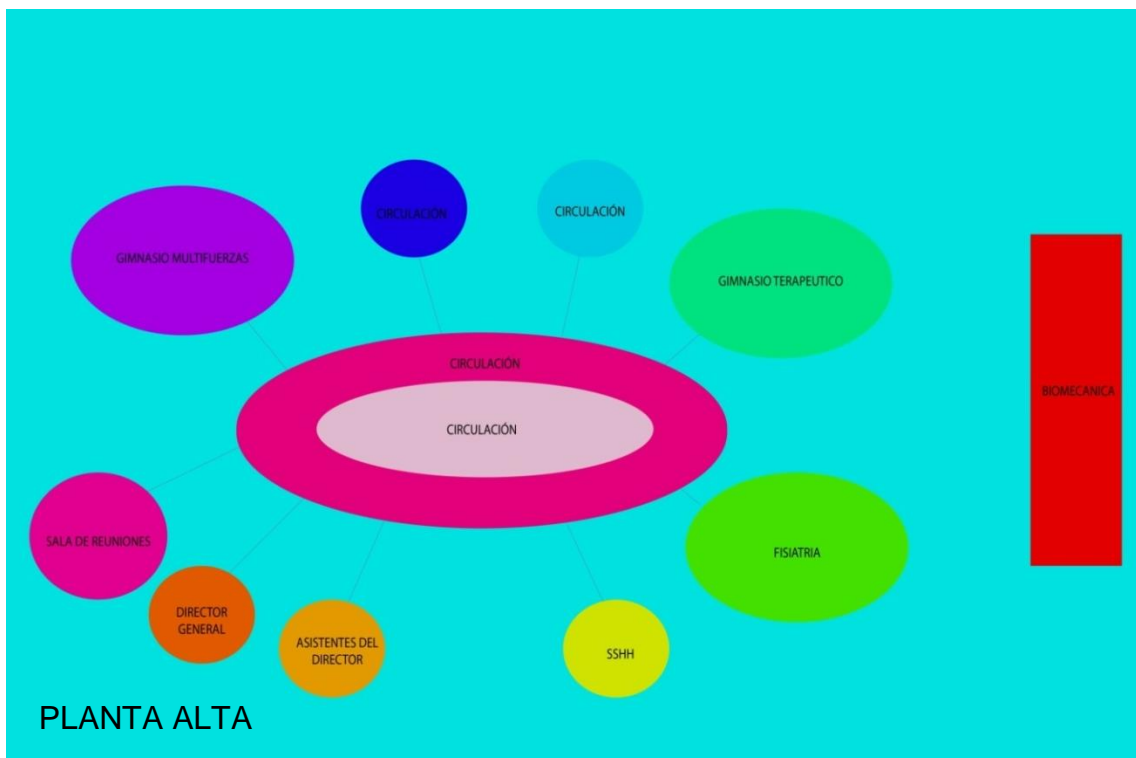 CIRCULACIÓN
CIRCULACIÓN
GIMNASIO MULTIFUERZAS
GIMNASIO TERAPEUTICO
CIRCULACIÓN
BIOMECANICA
CIRCULACIÓN
SALA DE REUNIONES
FISIATRIA
DIRECTOR
GENERAL
ASISTENTES DEL
DIRECTOR
SSHH
PLANTA ALTA